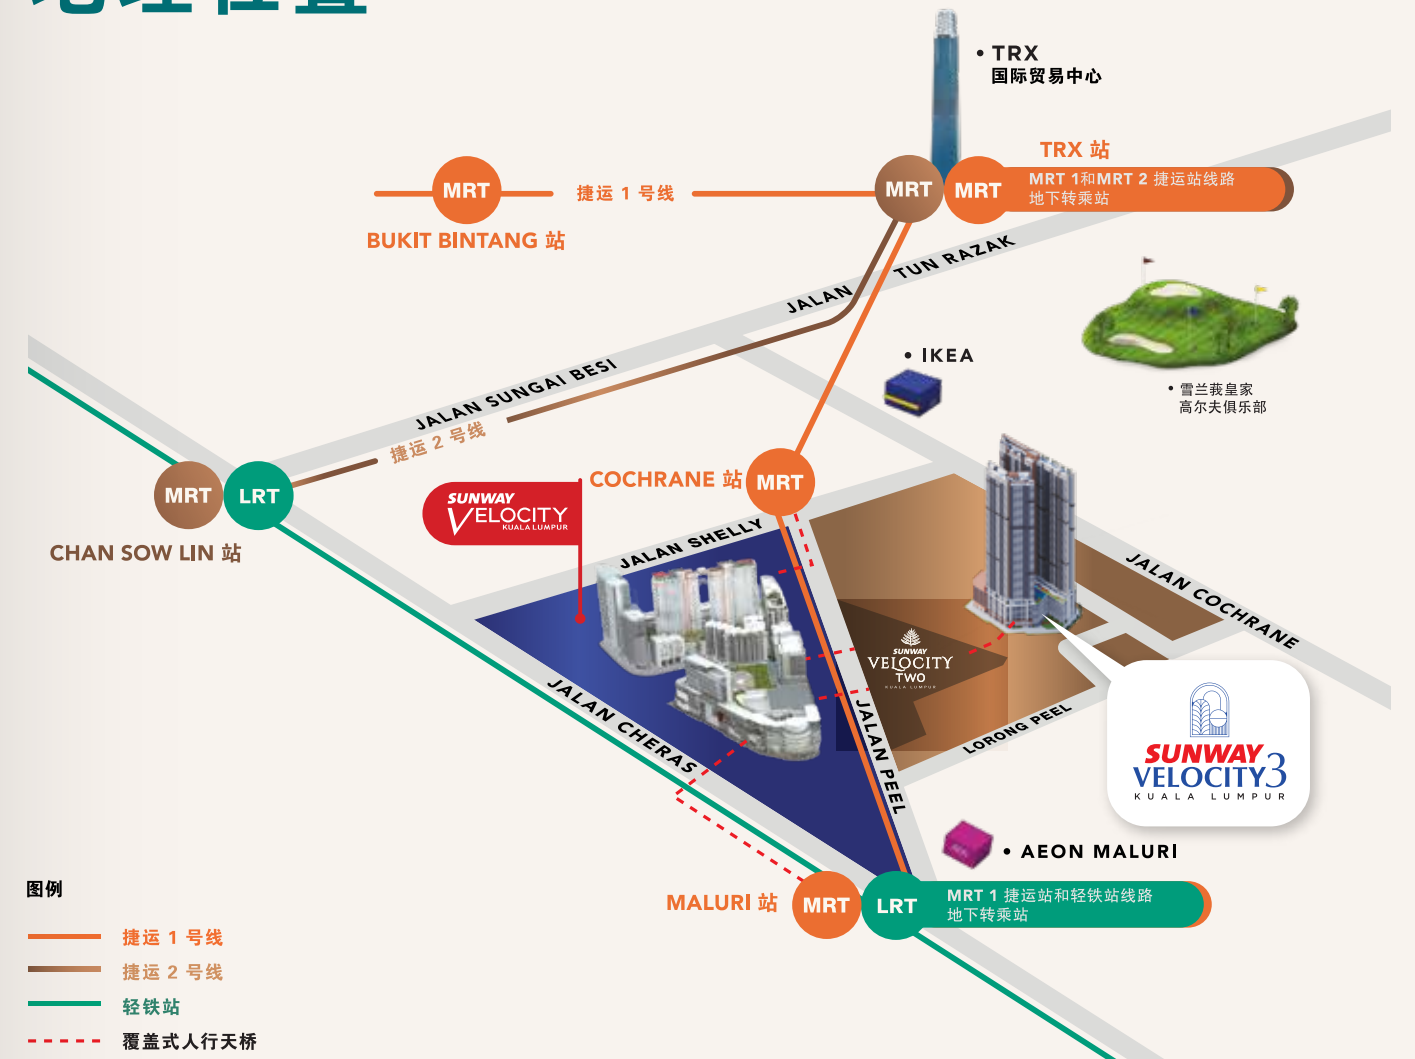 地理位置
• TRX
国际贸易中心
TRX 站
MRT
捷运 1 号线
MRT
MRT
MRT 1和MRT 2 捷运站线路
地下转乘站
BUKIT BINTANG 站
JALAN TUN RAZAK
• IKEA
• 雪兰莪皇家
高尔夫俱乐部
JALAN SUNGAI BESI
捷运 2 号线
MRT
LRT
CHAN SOW LIN 站
COCHRANE 站
MRT
SUNWAY
VELOCITY
KUALA LUMPUR
JALAN SHELLY
JALAN COCHRANE
SUNWAY
VELOCITY
TWO
KUALA LUMPUR
JALAN CHERAS
JALAN PEEL
LORONG PEEL
SUNWAY
VELOCITY3
KUALA LUMPUR
• AEON MALURI
MALURI 站
MRT
LRT
MRT 1 捷运站和轻铁站线路
地下转乘站
图例
捷运 1 号线
捷运 2 号线
轻铁站
覆盖式人行天桥